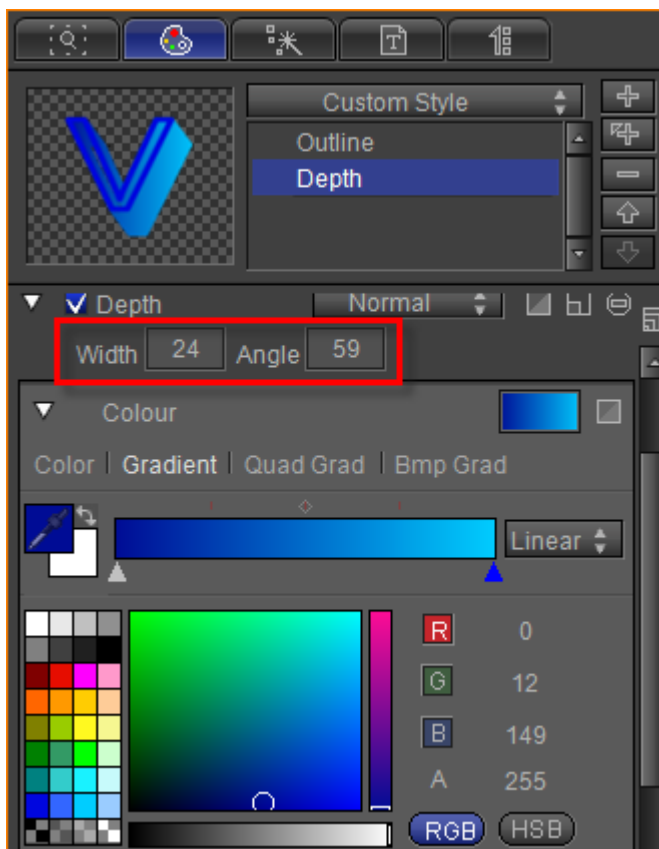 T
Custom Style
Outline
Depth
Depth Normal
Width 24 Angle 59
Colour
Color | Gradient | Quad Grad | Bmp Grad
Linear
R 0
G 12
B 149
A 255
RGB HSB